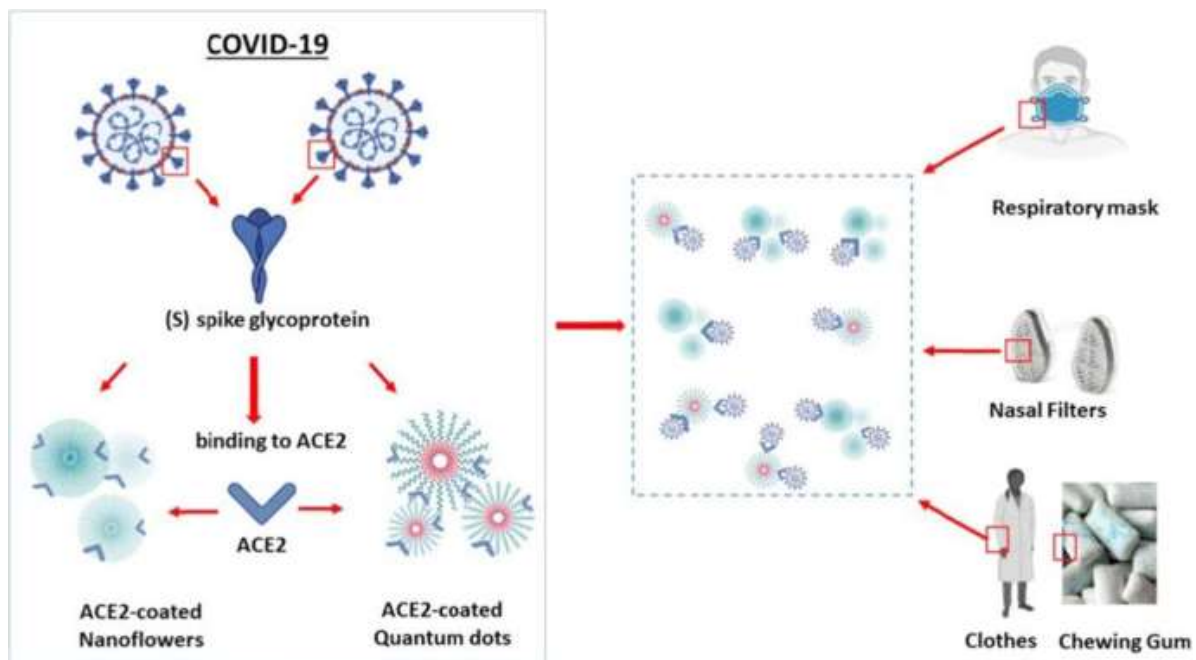 COVID-19
(S) spike glycoprotein
binding to ACE2
ACE2
ACE2-coated
Nanoflowers
ACE2-coated
Quantum dots
Respiratory mask
Nasal Filters
Clothes
Chewing Gum